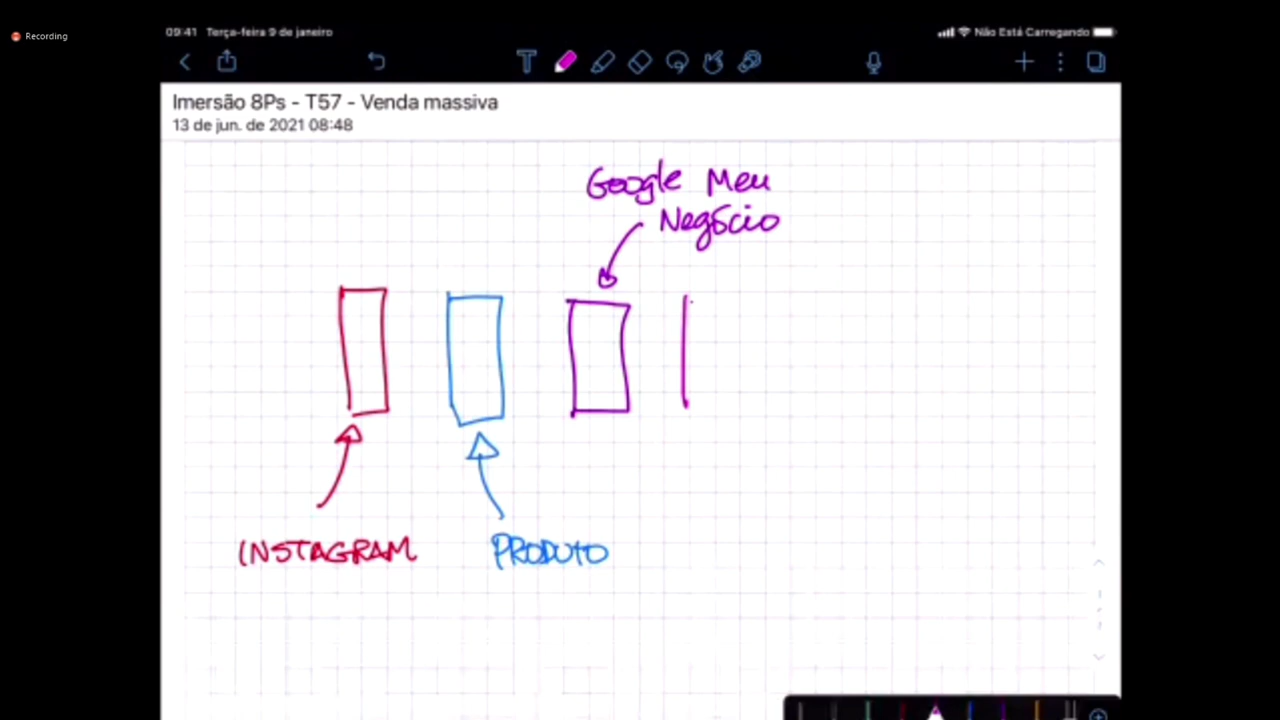 Recording
09:41 Terça-feira 9 de janeiro
Não Está Carregando
Imersão 8Ps - T57 - Venda massiva
13 de jun. de 2021 08:48
Google Meu
Negócio
INSTAGRAM
PRODUTO